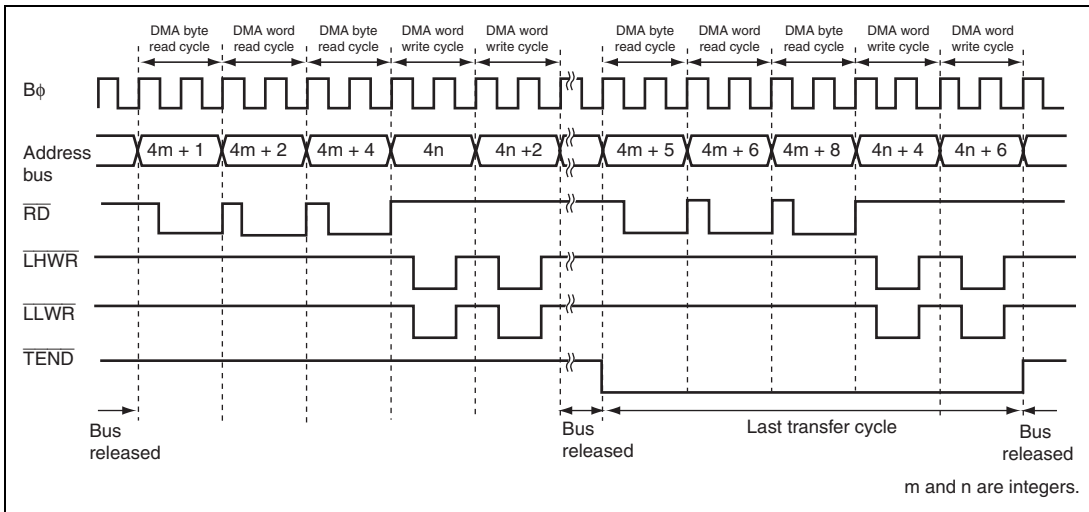 DMA byte read cycle
DMA word read cycle
DMA byte read cycle
DMA word write cycle
DMA word write cycle
DMA byte read cycle
DMA word read cycle
DMA byte read cycle
DMA word write cycle
DMA word write cycle
Bϕ
Address bus
4m + 1
4m + 2
4m + 4
4n
4n +2
4m + 5
4m + 6
4m + 8
4n + 4
4n + 6
RD
LHWR
LLWR
TEND
Bus released
Bus released
Last transfer cycle
Bus released
m and n are integers.